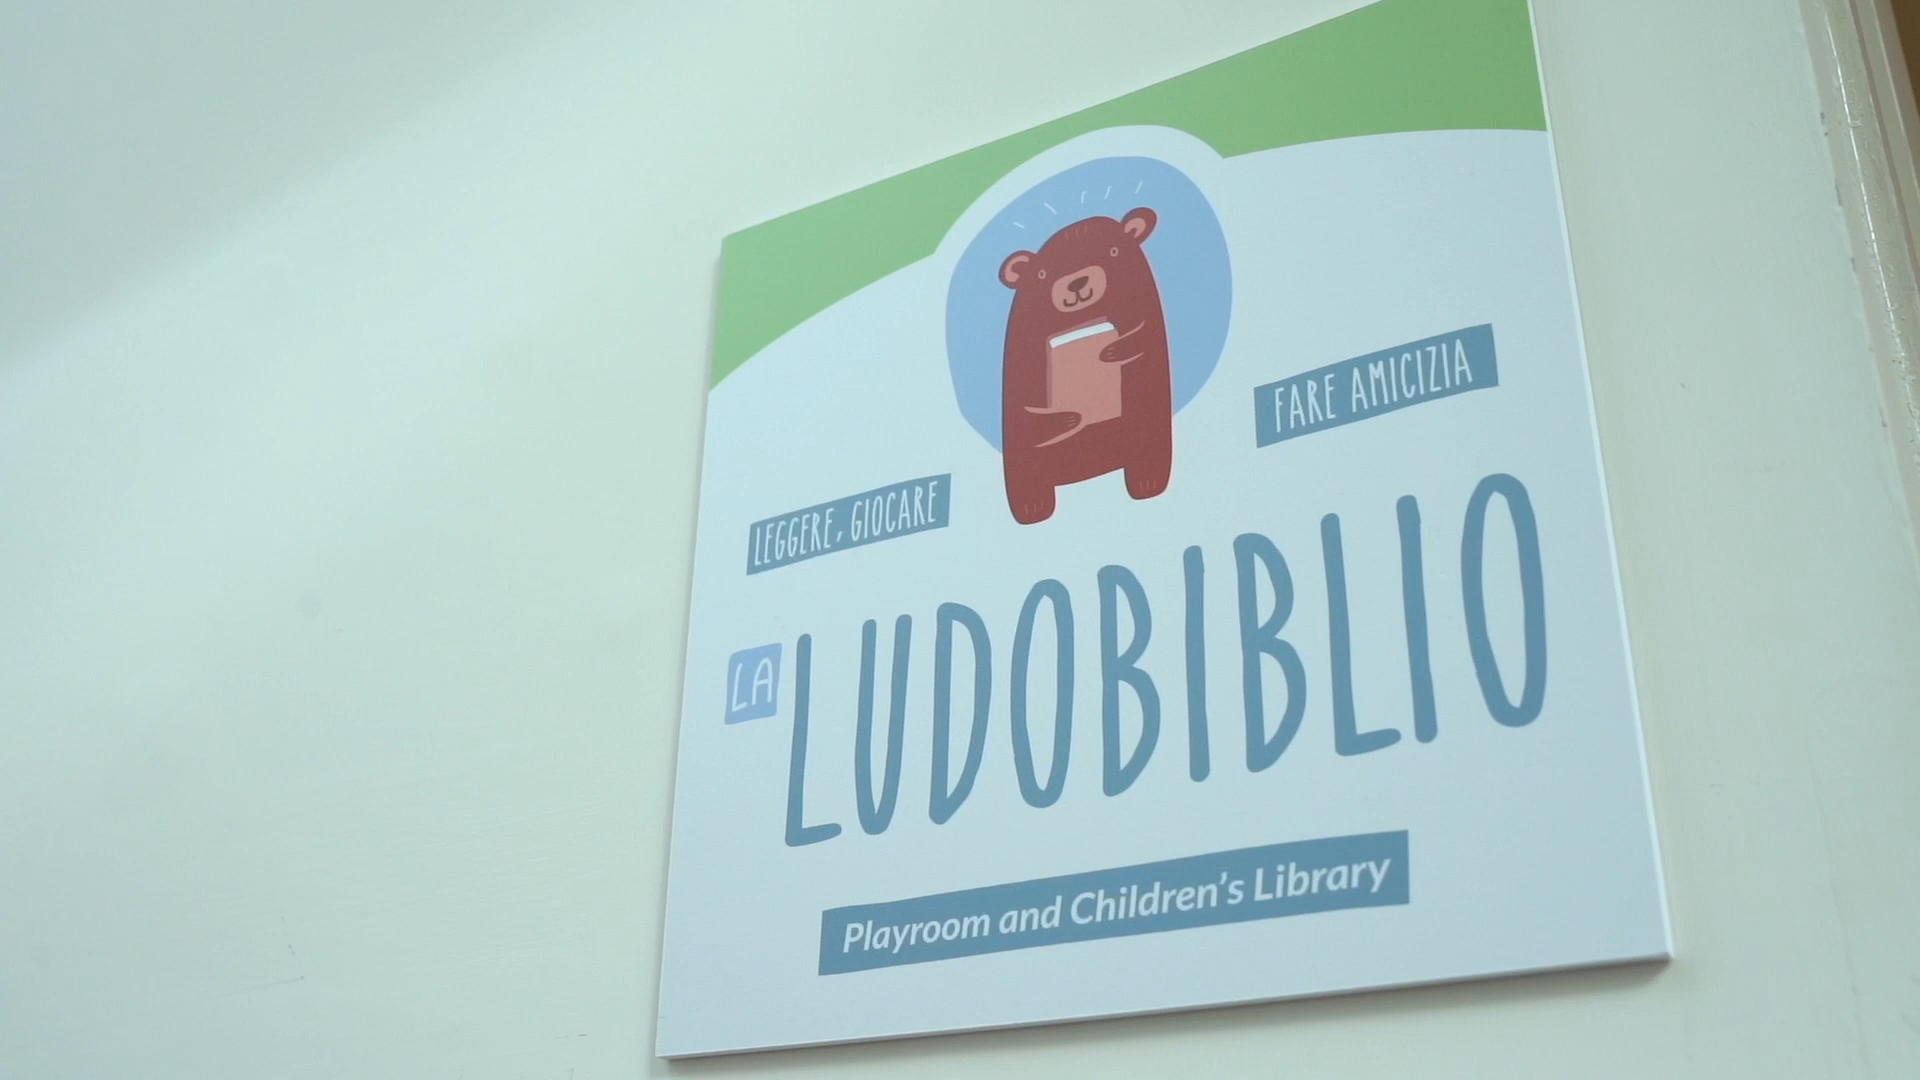 LEGGERE, GIOCARE
FARE AMICIZIA
LA LUDOBIBLIO
Playroom and Children's Library